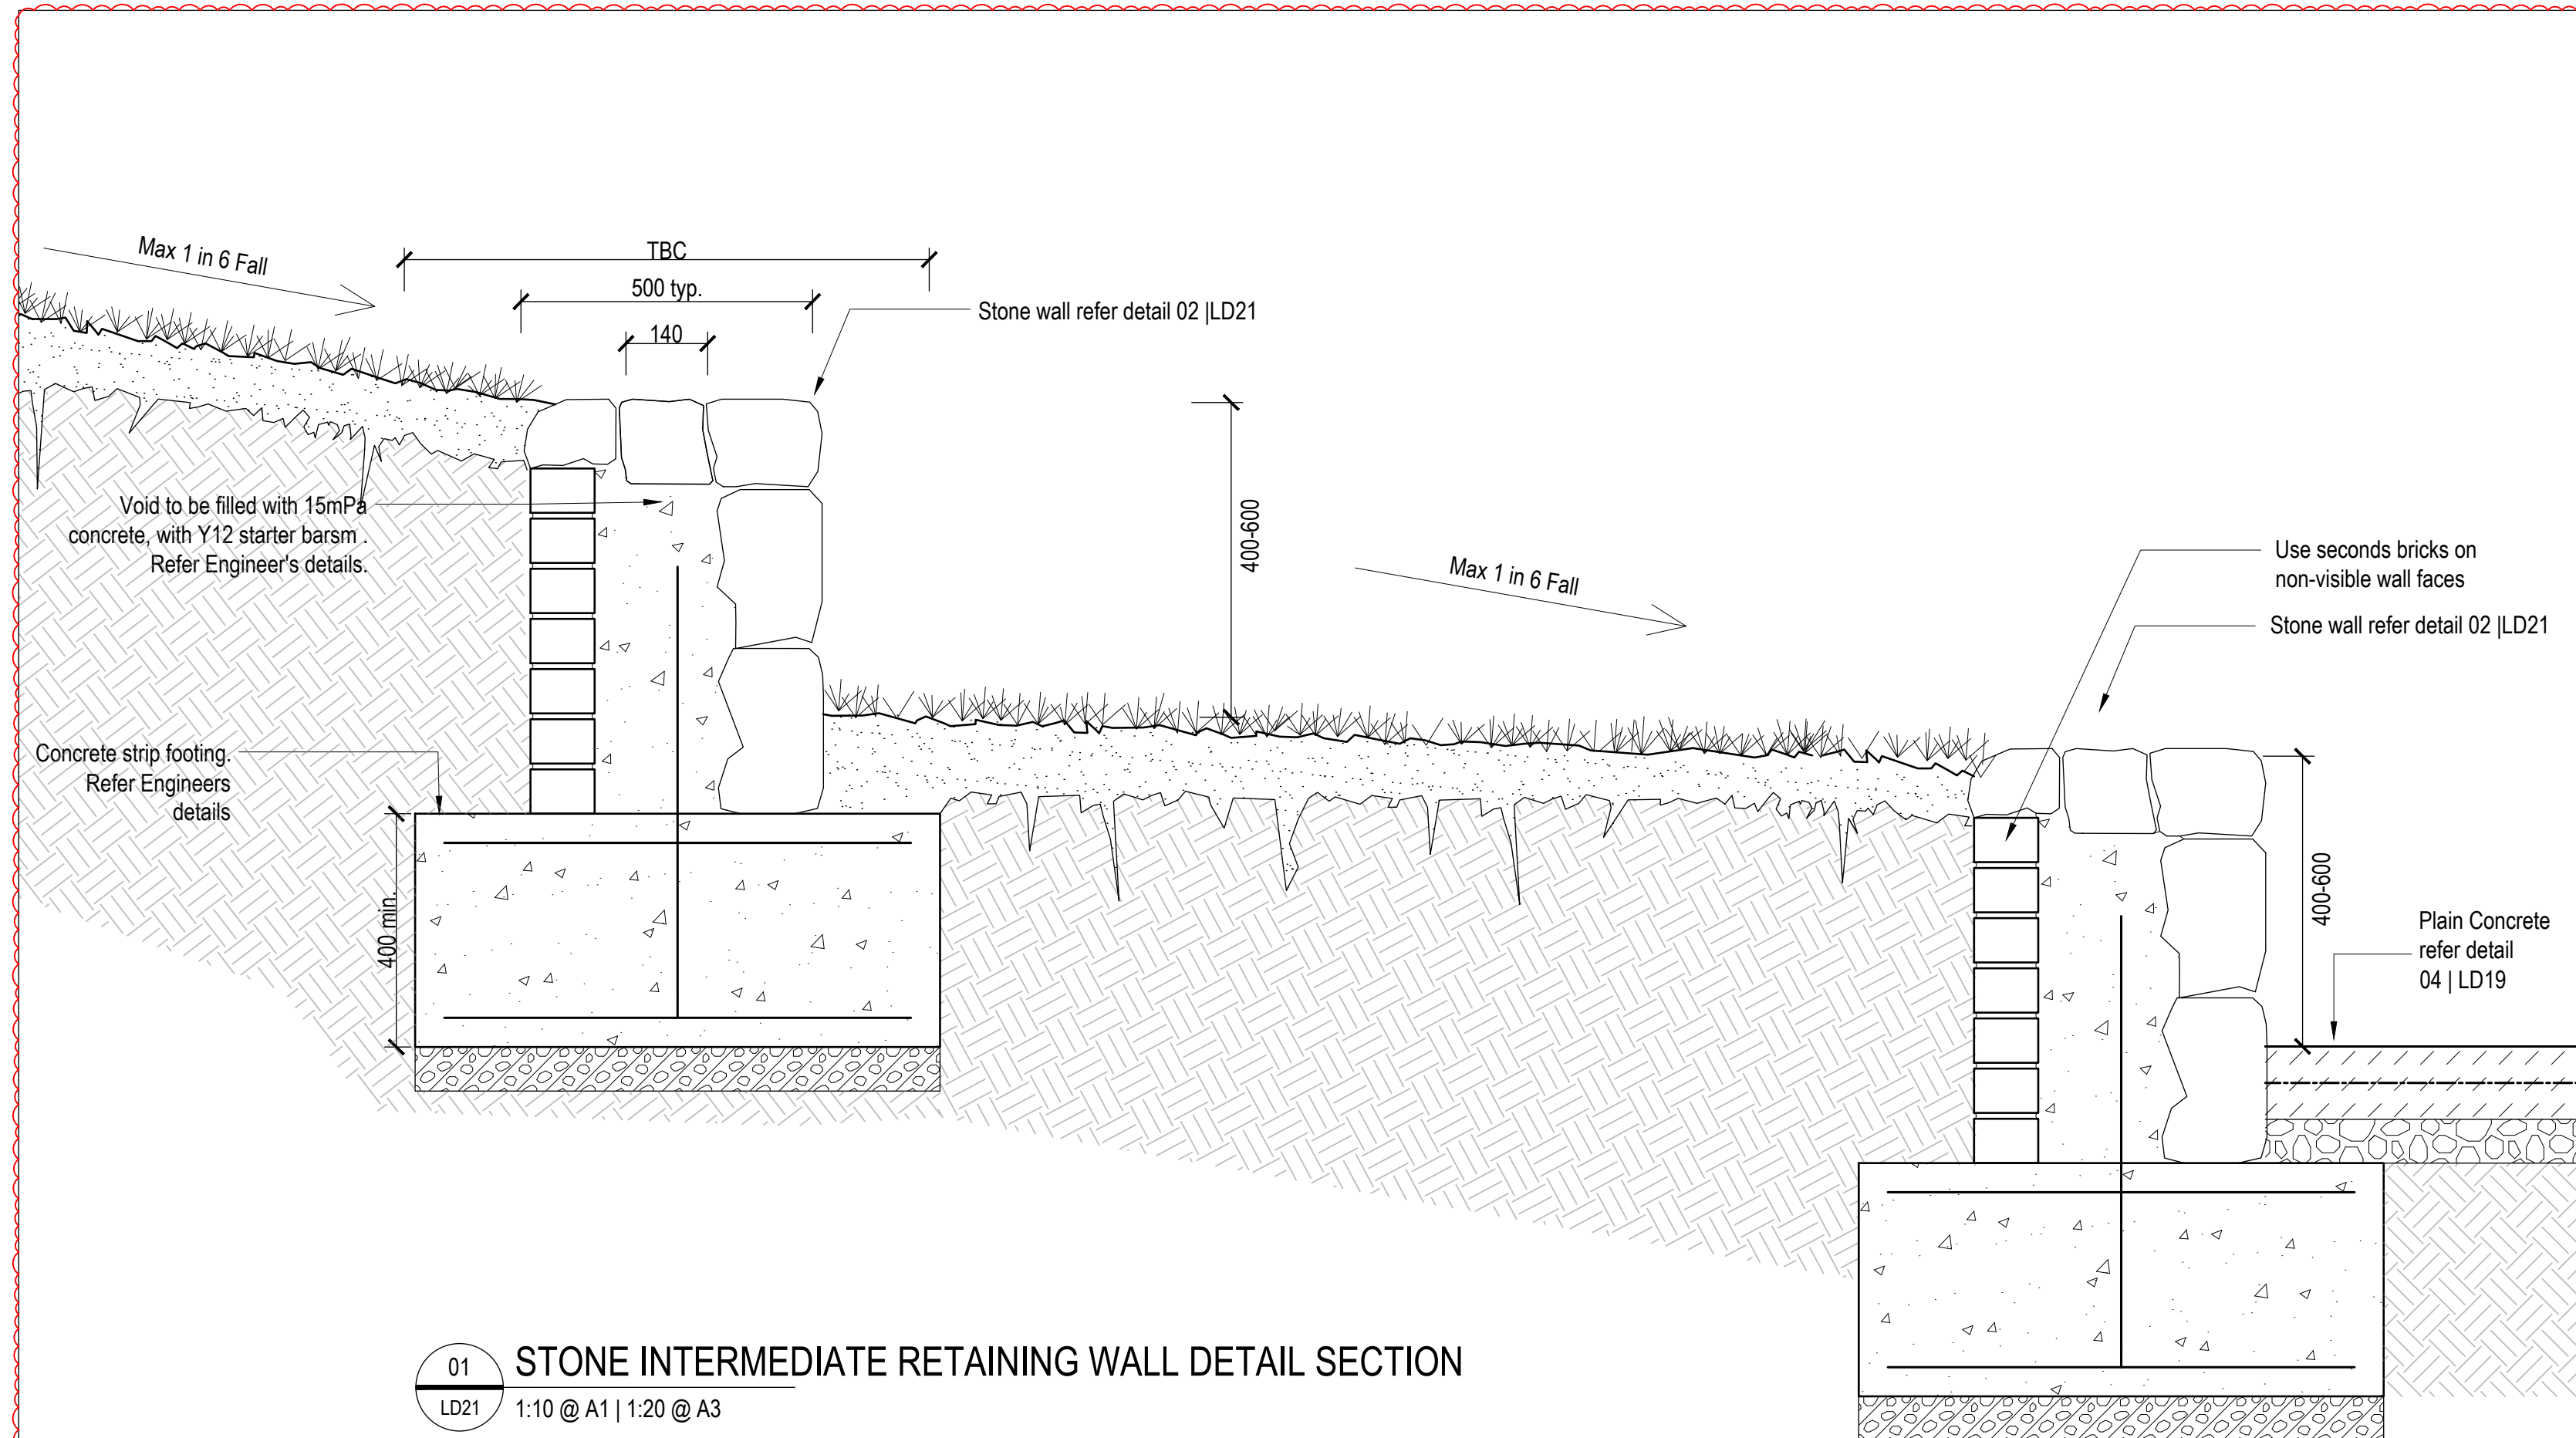 Max 1 in 6 Fall
TBC
500 typ.
140
Stone wall refer detail 02 |LD21
Void to be filled with 15mPa
concrete, with Y12 starter barsm .
Refer Engineer's details.
400-600
Max 1 in 6 Fall
Use seconds bricks on
non-visible wall faces
Stone wall refer detail 02 |LD21
Concrete strip footing.
Refer Engineers
details
400 min.
400-600
Plain Concrete
refer detail
04 | LD19
01
LD21
STONE INTERMEDIATE RETAINING WALL DETAIL SECTION
1:10 @ A1 | 1:20 @ A3